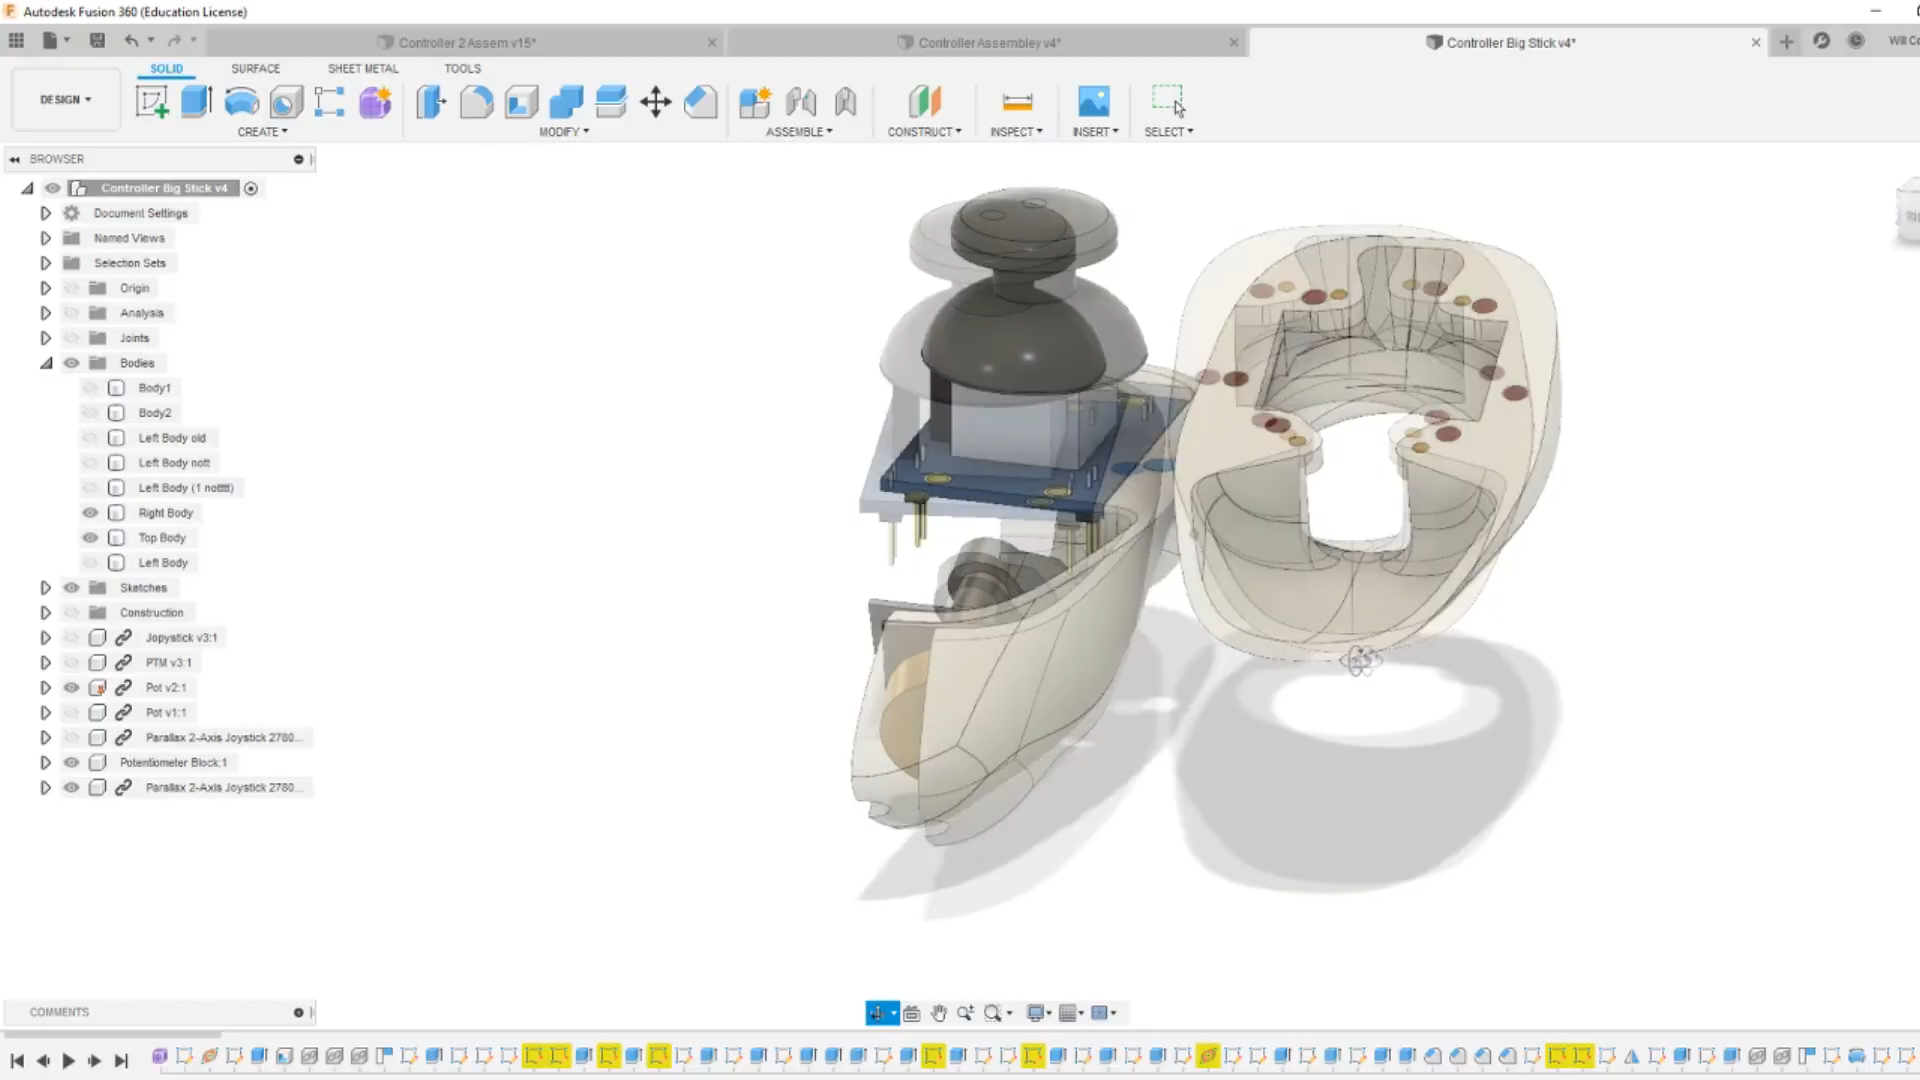 Autodesk Fusion 360 (Education License)
Controller 2 Assem v15*
Controller Assembley v4*
Controller Big Stick v4*
DESIGN
SOLID
SURFACE
SHEET METAL
TOOLS
CREATE
MODIFY
ASSEMBLE
CONSTRUCT
INSPECT
INSERT
SELECT
BROWSER
Controller Big Stick v4
Document Settings
Named Views
Selection Sets
Origin
Analysis
Joints
Bodies
Body1
Body2
Left Body old
Left Body nott
Right Body
Top Body
Left Body
Sketches
Construction
Jopystick v3:1
PTM v3:1
Pot v2:1
Pot v1:1
Parallax 2-Axis Joystick 2780...
Potentiometer Block:1
Parallax 2-Axis Joystick 2780...
COMMENTS